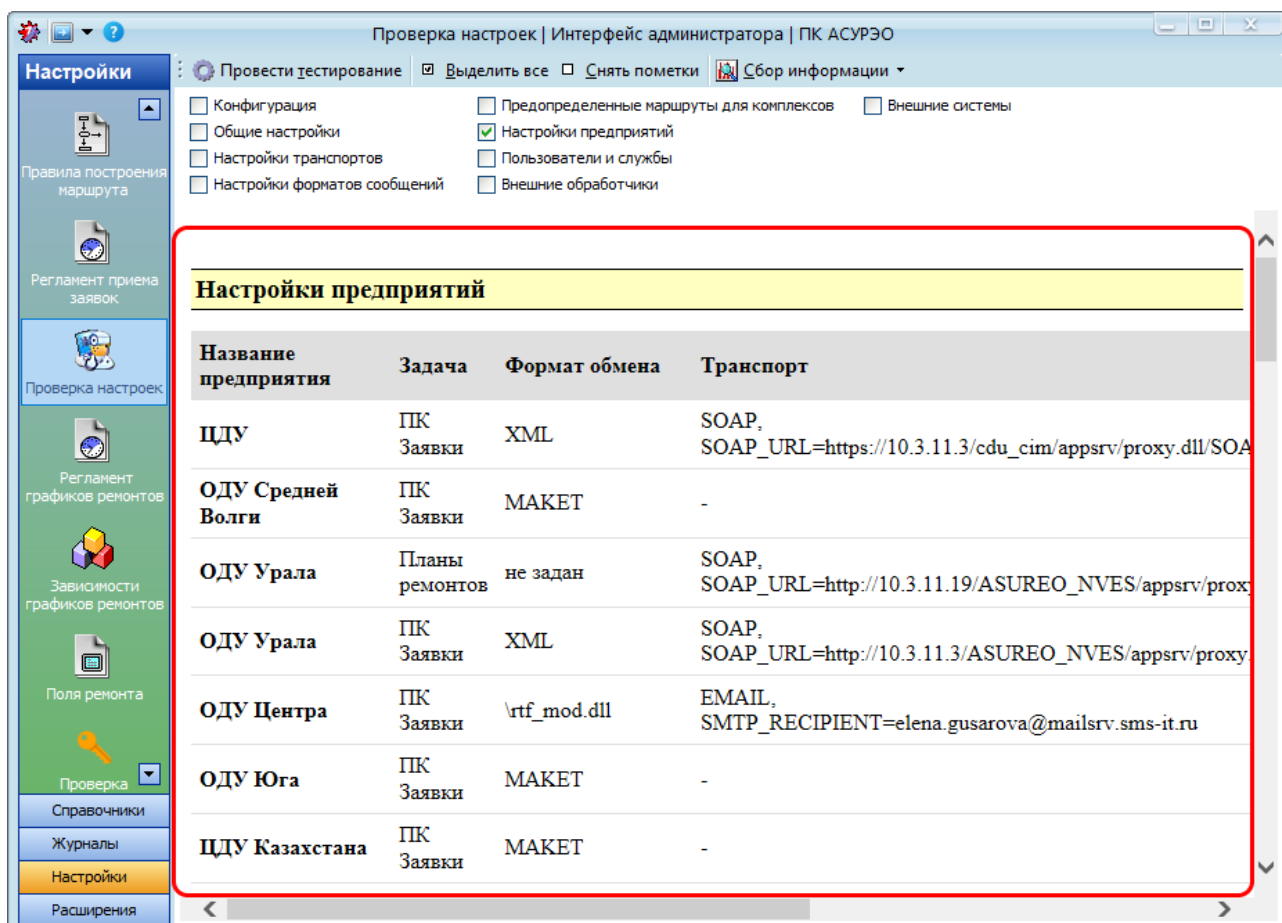 Проверка настроек | Интерфейс администратора | ПК АСУРЭО
Настройки
Провести тестирование
Выделить все
Снять пометки
Сбор информации
Конфигурация
Предопределенные маршруты для комплексов
Внешние системы
Общие настройки
Настройки предприятий
Настройки транспортов
Пользователи и службы
Настройки форматов сообщений
Внешние обработчики
Правила построения
маршрута
Регламент приема
заявок
Проверка настроек
Регламент
графиков ремонтов
Зависимости
графиков ремонтов
Поля ремонта
Проверка
Справочники
Журналы
Настройки
Расширения
Настройки предприятий
Название
предприятия
Задача
Формат обмена
Транспорт
ЦДУ
ПК
Заявки
XML
SOAP,
SOAP_URL=https://10.3.11.3/cdu_cim/appsrv/proxy.dll/SOA
ОДУ Средней
Волги
ПК
Заявки
МАКЕТ
-
ОДУ Урала
Планы
ремонтов
не задан
SOAP,
SOAP_URL=http://10.3.11.19/ASUREO_NVES/appsrv/prox
ОДУ Урала
ПК
Заявки
XML
SOAP,
SOAP_URL=http://10.3.11.3/ASUREO_NVES/appsrv/proxy.
ОДУ Центра
ПК
Заявки
\rtf_mod.dll
EMAIL,
SMTP_RECIPIENT=elena.gusarova@mailsrv.sms-it.ru
ОДУ Юга
ПК
Заявки
МАКЕТ
-
ЦДУ Казахстана
ПК
Заявки
МАКЕТ
-